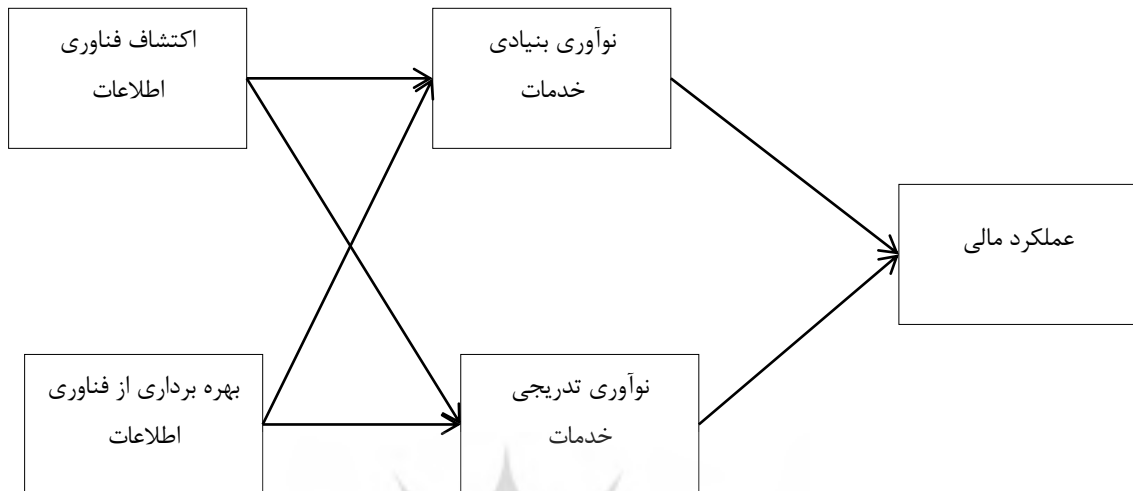 اکتشاف فناوری
اطلاعات
نوآوری بنیادی
خدمات
عملکرد مالی
بهره برداری از فناوری
اطلاعات
نوآوری تدریجی
خدمات